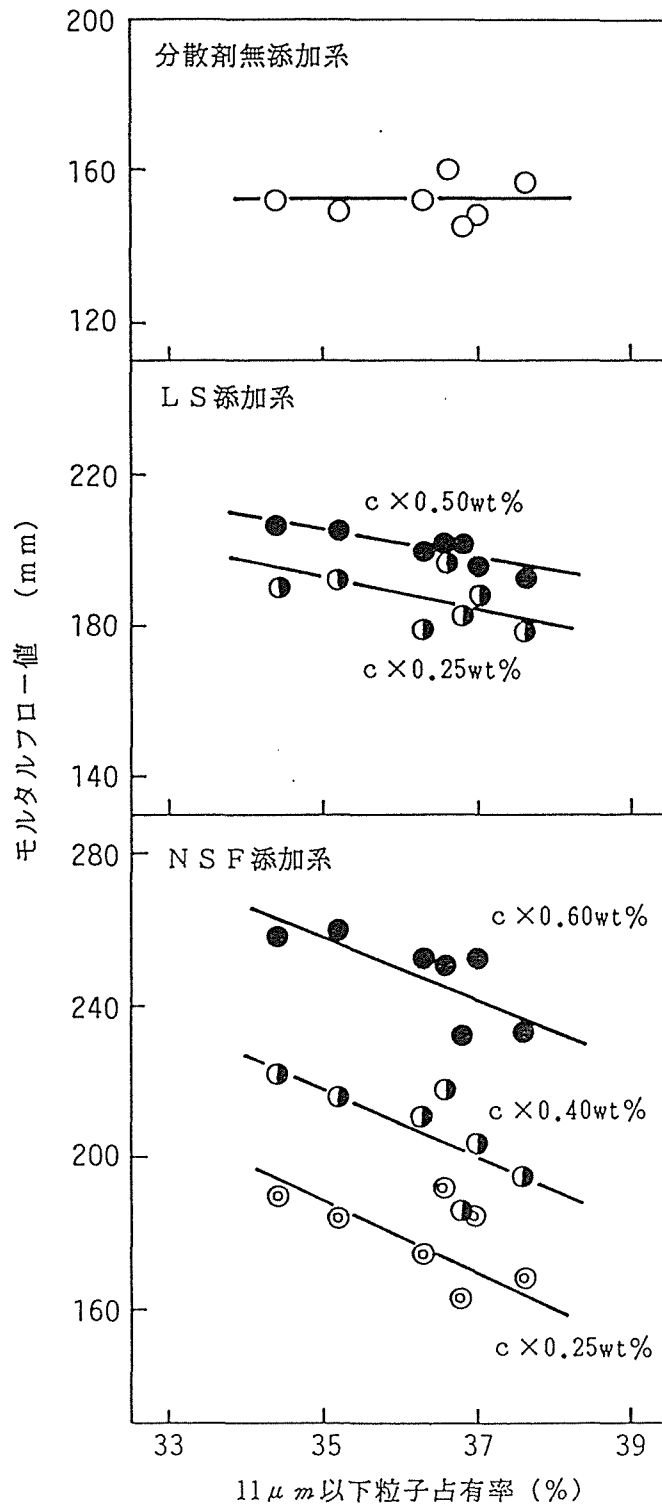 200
分散剤無添加系
160
120
LS添加系
220
c×0.50wt%
180
c×0.25wt%
140
モルタルフロー値 (mm)
280
NSF添加系
c×0.60wt%
240
c×0.40wt%
200
160
c×0.25wt%
33 35 37 39
11μm以下粒子占有率 (%)